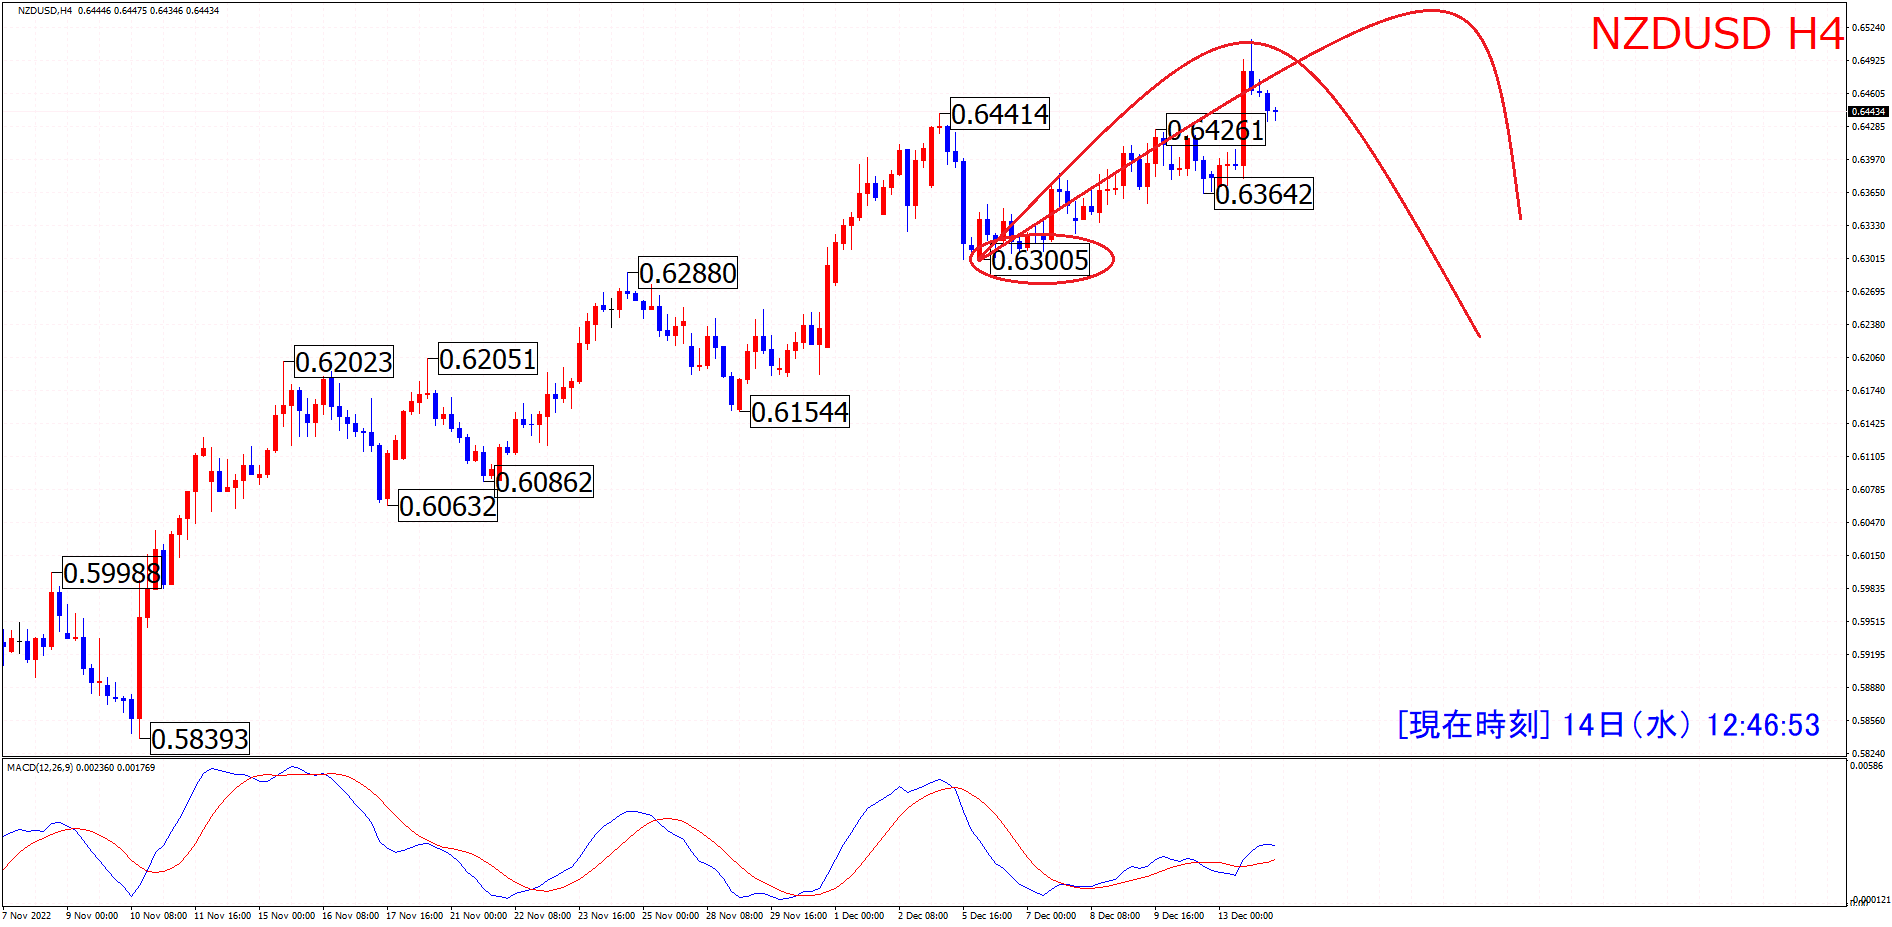 NZDUSD,H4 0.64446 0.64475 0.64346 0.64434
NZDUSD H4
0.65240
0.64925
0.64605
0.64434
0.64285
0.63970
0.63650
0.63330
0.63015
0.62695
0.62380
0.62060
0.61740
0.61425
0.61105
0.60785
0.60470
0.60150
0.59835
0.59515
0.59195
0.58880
0.58560
0.58240
0.64414
0.64261
0.63642
0.63005
0.62880
0.62023
0.62051
0.61544
0.60862
0.60632
0.59988
0.58393
[現在時刻] 14日(水) 12:46:53
MACD(12,26,9) 0.002360 0.001769
0.00586
0.00
-0.000121
7 Nov 2022
9 Nov 00:00
10 Nov 08:00
11 Nov 16:00
15 Nov 00:00
16 Nov 08:00
17 Nov 16:00
21 Nov 00:00
22 Nov 08:00
23 Nov 16:00
25 Nov 00:00
28 Nov 08:00
29 Nov 16:00
1 Dec 00:00
2 Dec 08:00
5 Dec 16:00
7 Dec 00:00
8 Dec 08:00
9 Dec 16:00
13 Dec 00:00